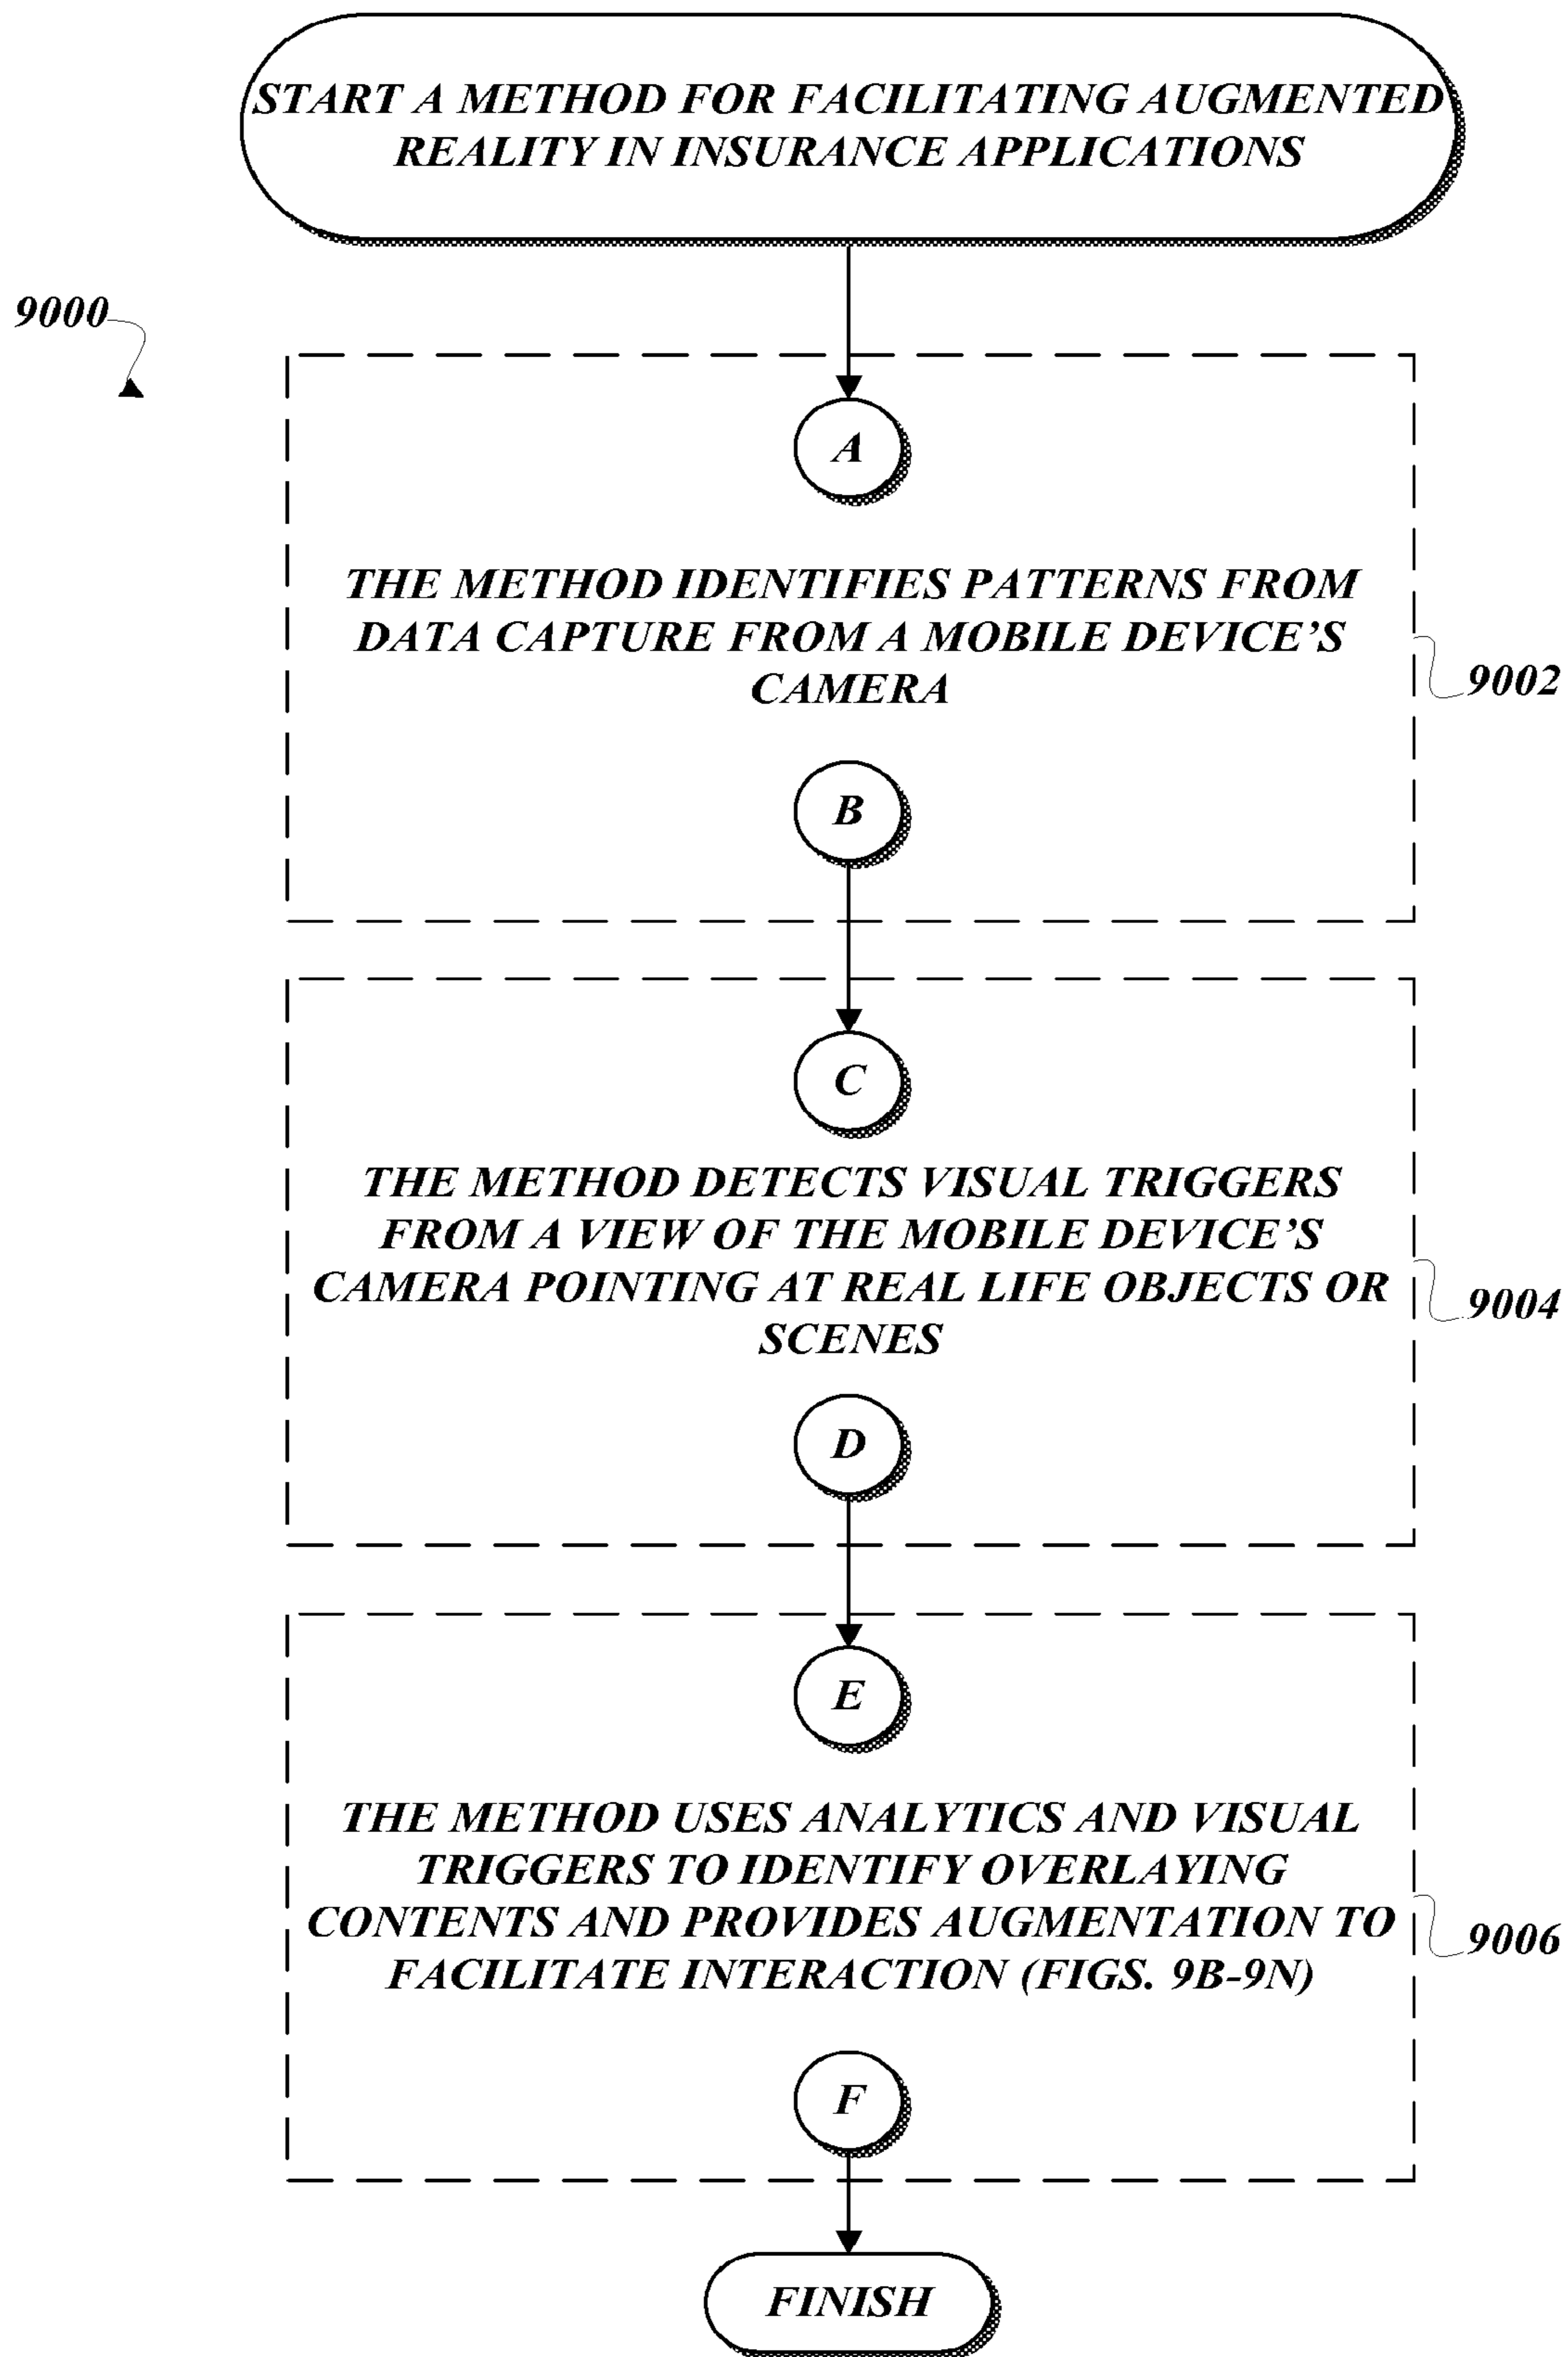 START A METHOD FOR FACILITATING AUGMENTED
REALITY IN INSURANCE APPLICATIONS
9000
A
THE METHOD IDENTIFIES PATTERNS FROM
DATA CAPTURE FROM A MOBILE DEVICE’S
CAMERA
9002
B
C
THE METHOD DETECTS VISUAL TRIGGERS
FROM A VIEW OF THE MOBILE DEVICE’S
CAMERA POINTING AT REAL LIFE OBJECTS OR
SCENES
9004
D
E
THE METHOD USES ANALYTICS AND VISUAL
TRIGGERS TO IDENTIFY OVERLAYING
CONTENTS AND PROVIDES AUGMENTATION TO
FACILITATE INTERACTION (FIGS. 9B-9N)
9006
F
FINISH